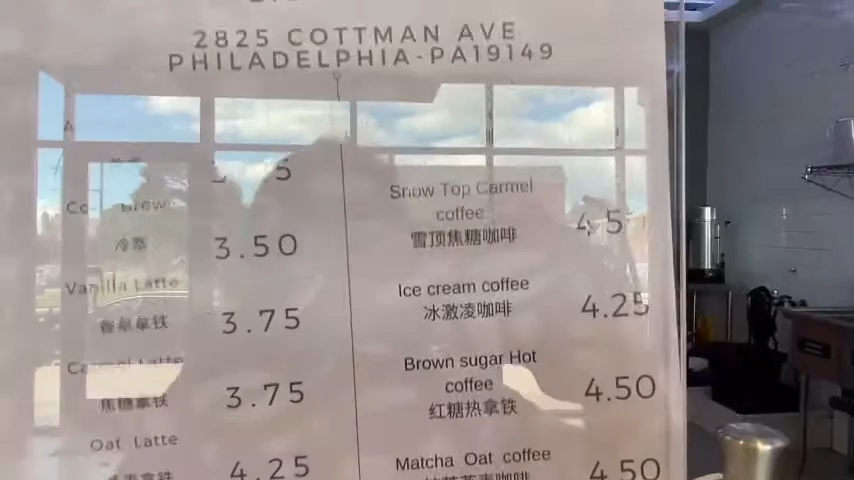 2825 COTTMAN AVE
PHILADELPHIA-PA19149
Cold Brew
冷萃
3.50
Vanilla Latte
香草拿铁
3.75
Carmel Latte
焦糖拿铁
3.75
Oat Latte
4.25
Snow Top Carmel
coffee
雪顶焦糖咖啡
4.5
Ice cream coffee
冰激凌咖啡
4.25
Brown sugar Hot
coffee
红糖热拿铁
4.50
Matcha Oat coffee
4.50